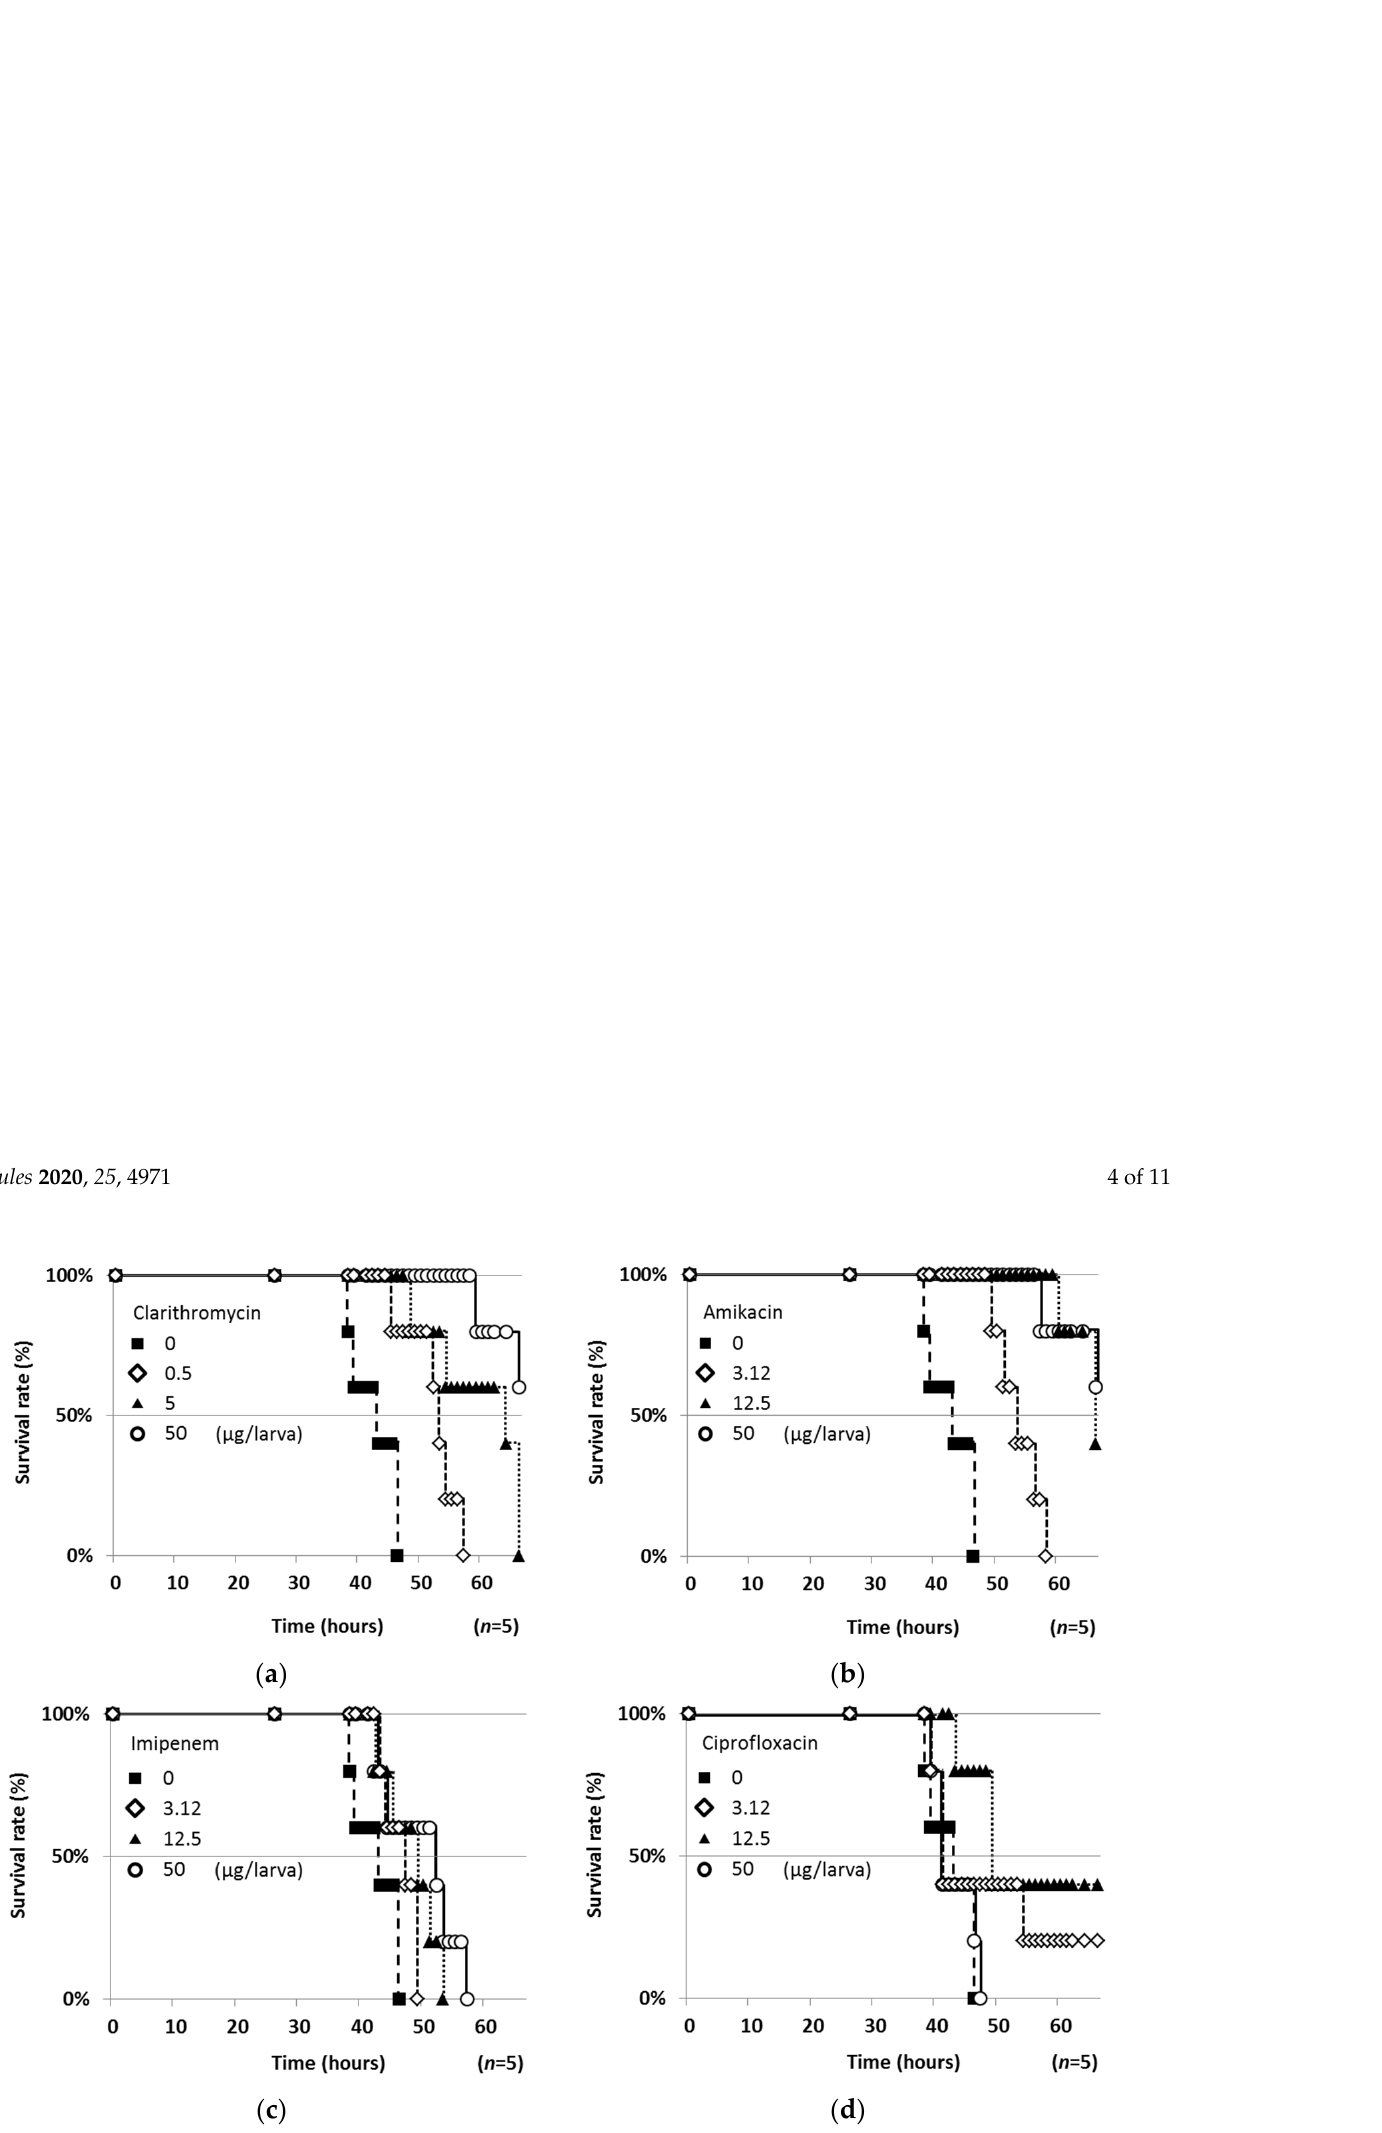 ules 2020, 25, 4971
4 of 11
100%
50%
0%
Survival rate (%)
Clarithromycin
0
0.5
5
50 (µg/larva)
0 10 20 30 40 50 60
Time (hours) (n=5)
(a)
100%
50%
0%
Survival rate (%)
Amikacin
0
3.12
12.5
50 (µg/larva)
0 10 20 30 40 50 60
Time (hours) (n=5)
(b)
100%
50%
0%
Survival rate (%)
Imipenem
0
3.12
12.5
50 (µg/larva)
0 10 20 30 40 50 60
Time (hours) (n=5)
(c)
100%
50%
0%
Survival rate (%)
Ciprofloxacin
0
3.12
12.5
50 (µg/larva)
0 10 20 30 40 50 60
Time (hours) (n=5)
(d)